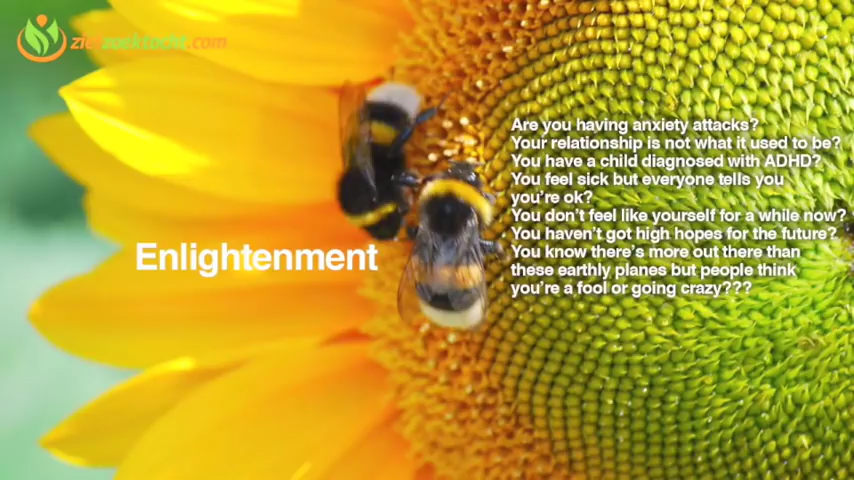 zielzoektocht.com
Enlightenment
Are you having anxiety attacks?
Your relationship is not what it used to be?
You have a child diagnosed with ADHD?
You feel sick but everyone tells you
you're ok?
You don't feel like yourself for a while now?
You haven't got high hopes for the future?
You know there's more out there than
these earthly planes but people think
you're a fool or going crazy???